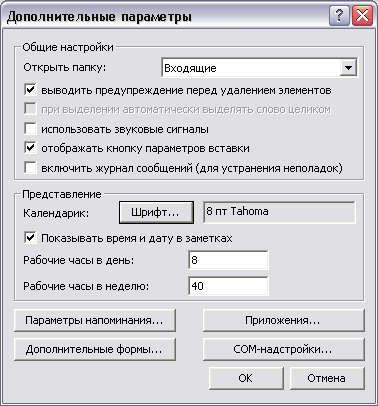 Дополнительные параметры
Общие настройки
Открыть папку: Входящие
выводить предупреждение перед удалением элементов
при выделении автоматически выделять слово целиком
использовать звуковые сигналы
отображать кнопку параметров вставки
включить журнал сообщений (для устранения неполадок)
Представление
Календарик: Шрифт... 8 пт Tahoma
Показывать время и дату в заметках
Рабочие часы в день: 8
Рабочие часы в неделю: 40
Параметры напоминания... Приложения...
Дополнительные формы... COM-надстройки...
ОК Отмена